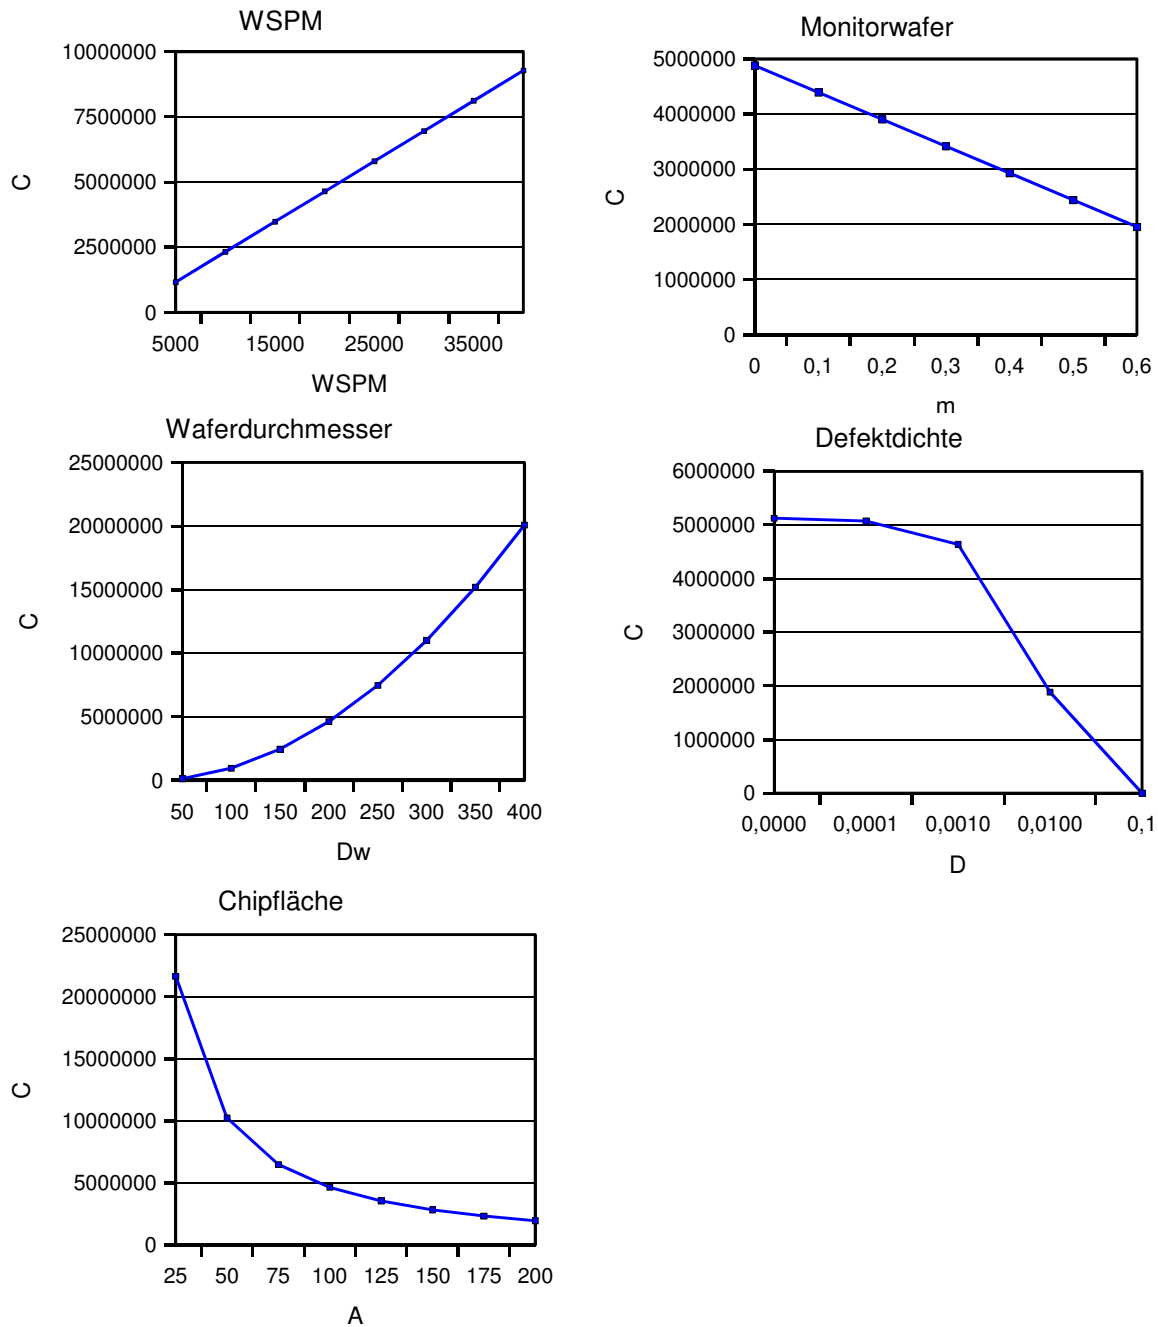 WSPM
10000000
7500000
5000000
2500000
0
C
5000 15000 25000 35000
WSPM
Monitorwafer
5000000
4000000
3000000
2000000
1000000
0
C
0 0,1 0,2 0,3 0,4 0,5 0,6
m
Waferdurchmesser
25000000
20000000
15000000
10000000
5000000
0
C
50 100 150 200 250 300 350 400
Dw
Defektdichte
6000000
5000000
4000000
3000000
2000000
1000000
0
C
0,0000 0,0001 0,0010 0,0100 0,1
D
Chipfläche
25000000
20000000
15000000
10000000
5000000
0
C
25 50 75 100 125 150 175 200
A